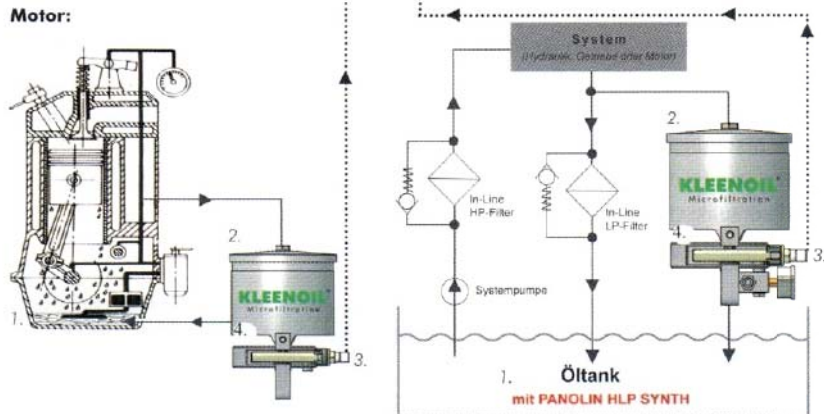 Motor:
2.
KLEENOIL
Microfiltration
1.
4.
3.
System
(Hydraulik, Getriebe oder Motor)
2.
In-Line
HP-Filter
In-Line
LP-Filter
KLEENOIL
Microfiltration
4.
3.
Systempumpe
1.
Öltank
mit PANOLIN HLP SYNTH